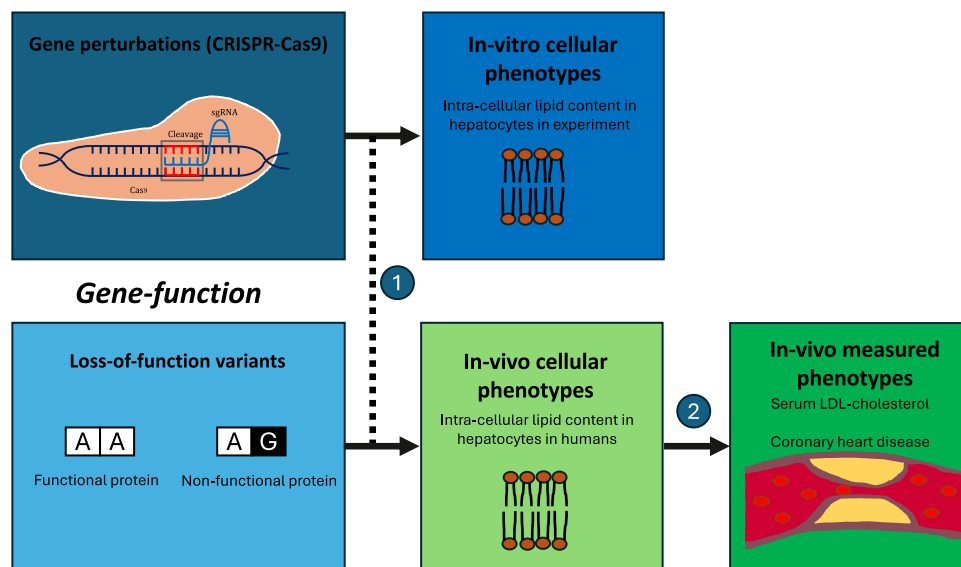 Gene perturbations (CRISPR-Cas9)
sgRNA
Cleavage
Cas9
In-vitro cellular
phenotypes
Intra-cellular lipid content in
hepatocytes in experiment
1
Gene-function
Loss-of-function variants
A A
A G
Functional protein
Non-functional protein
In-vivo cellular
phenotypes
Intra-cellular lipid content in
hepatocytes in humans
2
In-vivo measured
phenotypes
Serum LDL-cholesterol
Coronary heart disease